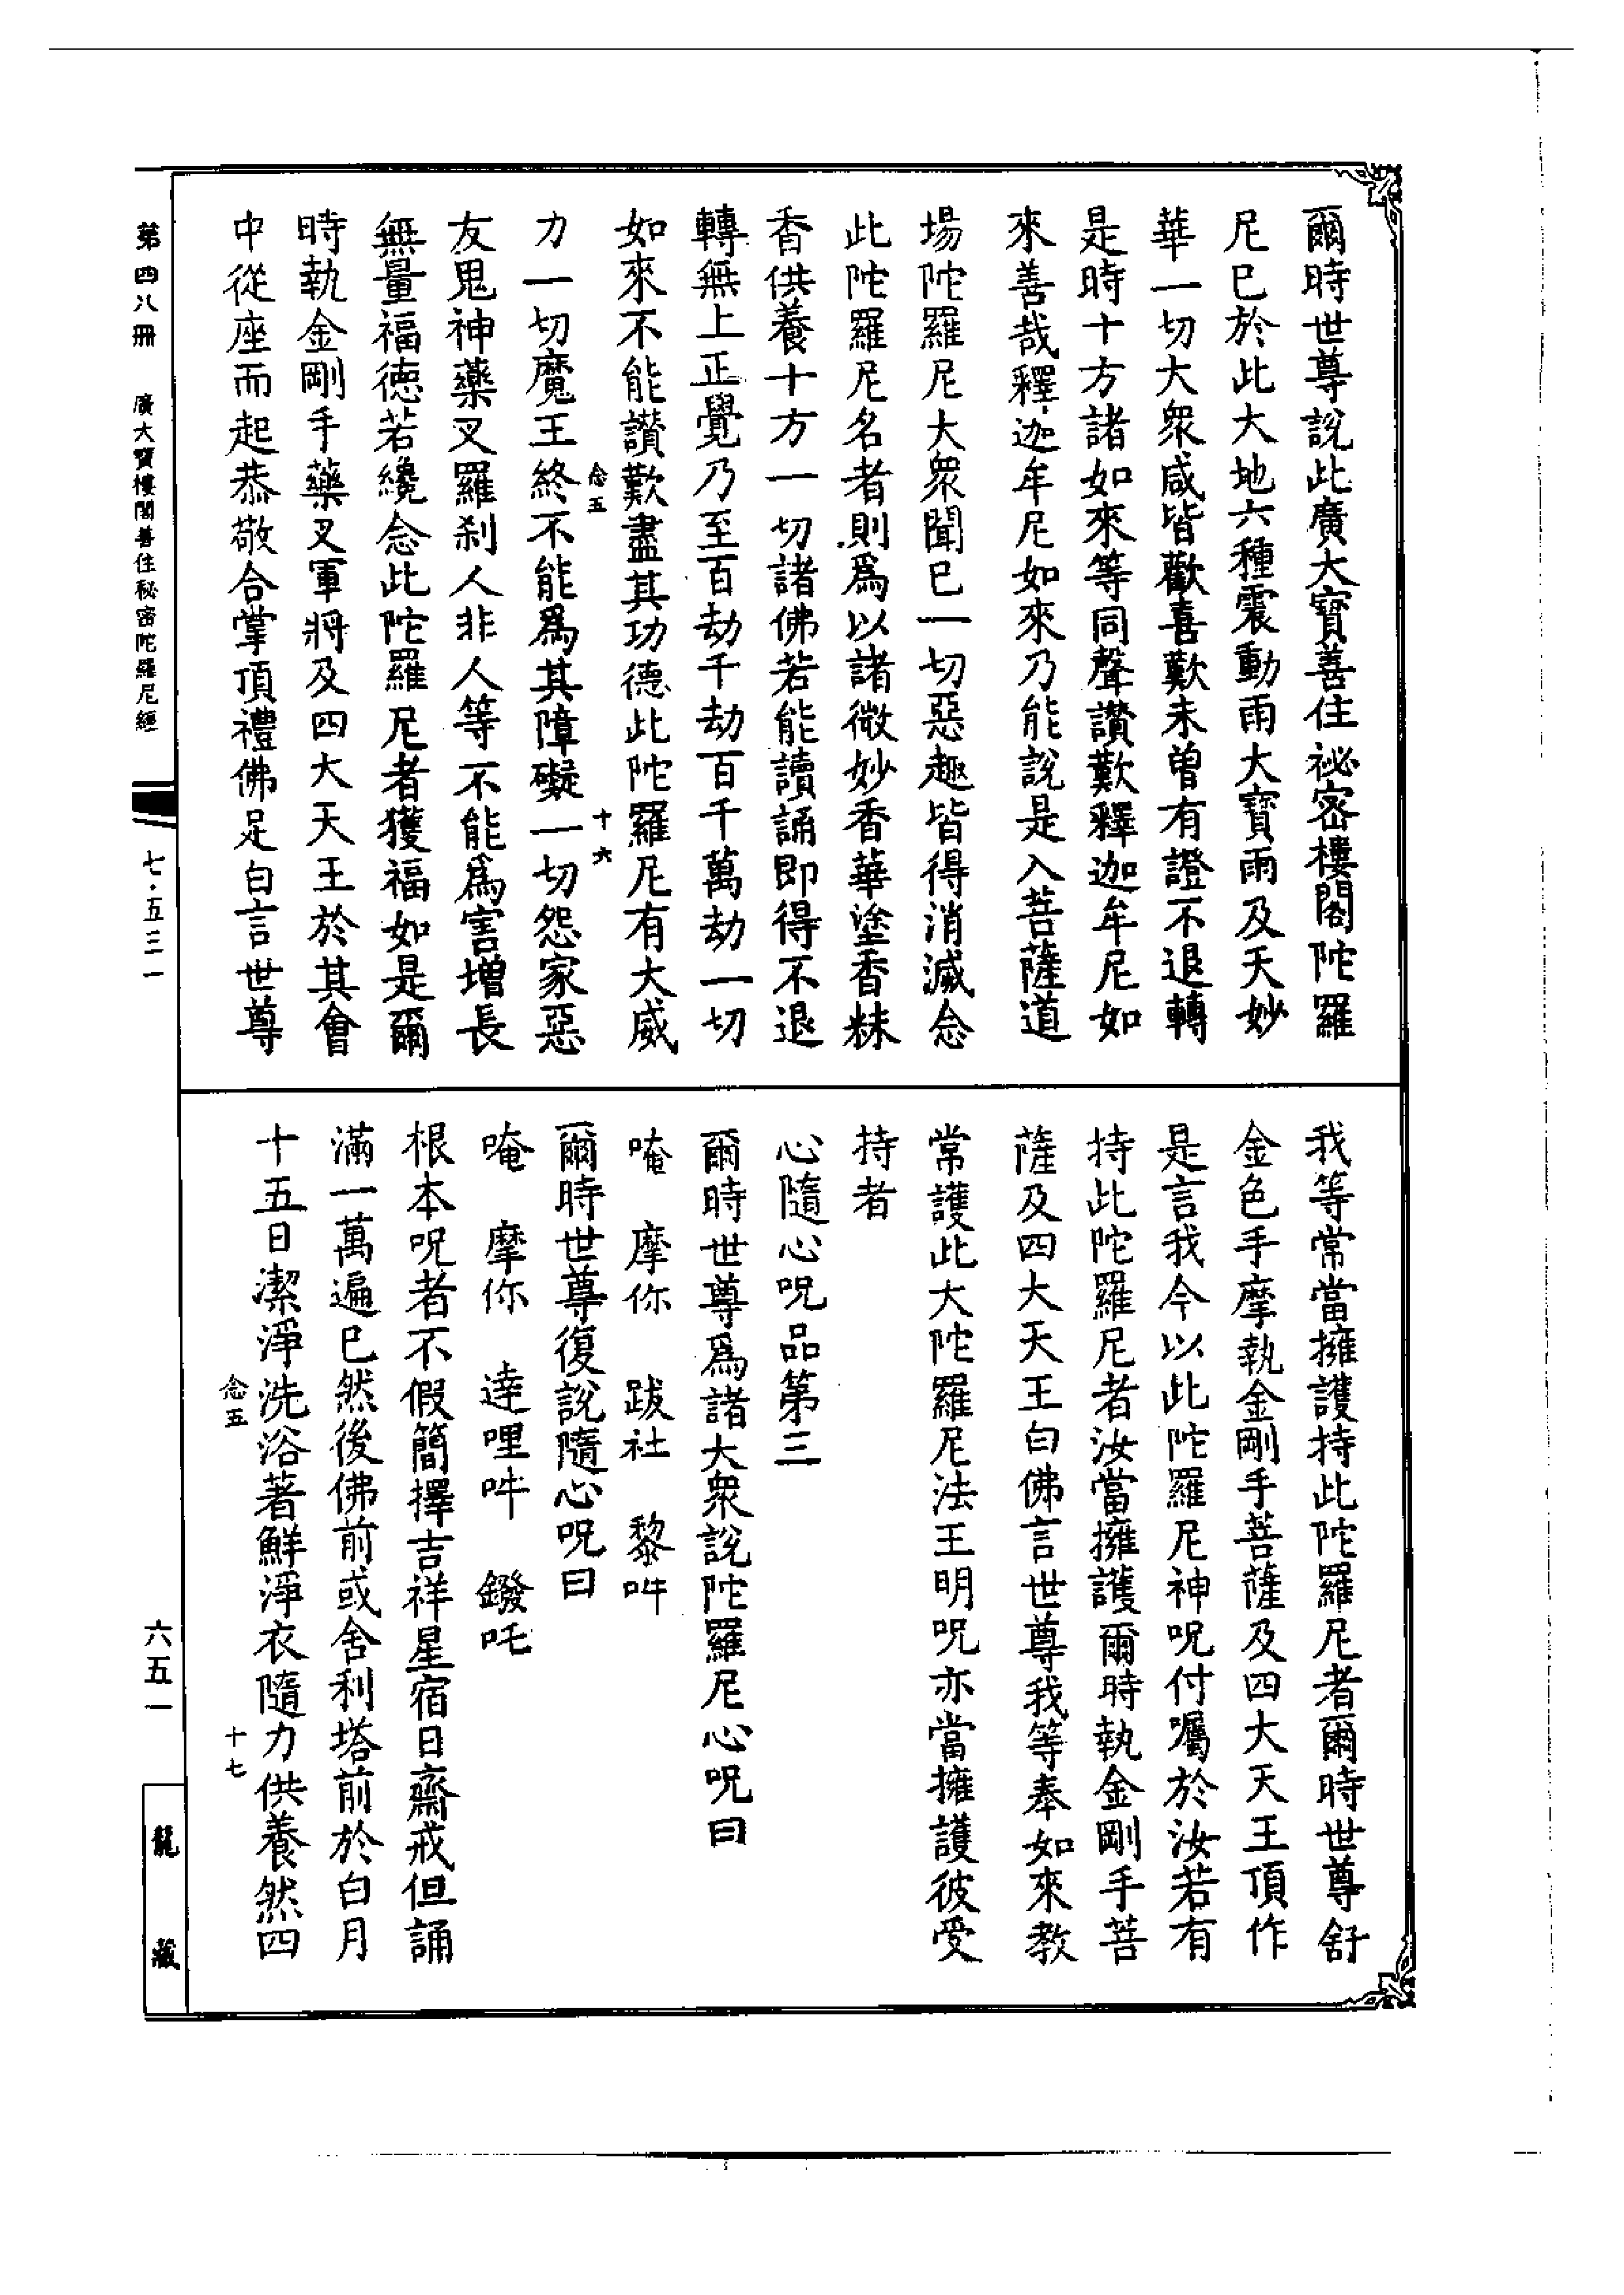 爾時世尊說此廣大寶善住祕密樓閣陀羅
尼已於此大地六種震動雨大寶雨及天妙
華一切大衆咸皆歡喜歎未曾有證不退轉
是時十方諸如來等同聲讚歎釋迦牟尼如
來善哉釋迦牟尼如來乃能說是入菩薩道
場陀羅尼大衆聞已一切惡趣皆得消滅念
此陀羅尼名者則爲以諸微妙香華塗香粖
香供養十方一切諸佛若能讀誦即得不退
轉無上正覺乃至百劫千劫百千萬劫一切
如來不能讚歎盡其功德此陀羅尼有大威
念五 十六
力一切魔王終不能爲其障礙一切怨家惡
友鬼神藥叉羅刹人非人等不能爲害增長
無量福德若纔念此陀羅尼者獲福如是爾
時執金剛手藥叉軍將及四大天王於其會
中從座而起恭敬合掌頂禮佛足白言世尊
我等常當擁護持此陀羅尼者爾時世尊舒
金色手摩執金剛手菩薩及四大天王頂作
是言我今以此陀羅尼神呪付囑於汝若有
持此陀羅尼者汝當擁護爾時執金剛手菩
薩及四大天王白佛言世尊我等奉如來教
常護此大陀羅尼法王明呪亦當擁護彼受
持者
心隨心呪品第三
爾時世尊爲諸大衆說陀羅尼心呪曰
唵 摩你 跋社 黎吽
爾時世尊復說隨心呪曰
唵 摩你 達哩吽 鏺吒
根本呪者不假簡擇吉祥星宿日齋戒但誦
滿一萬遍已然後佛前或舍利塔前於白月
十五日潔淨洗浴著鮮淨衣隨力供養然四
念五 十七
第四八冊 廣大寶樓閣善住秘密陀羅尼經
七·五三一
六五一
龍藏